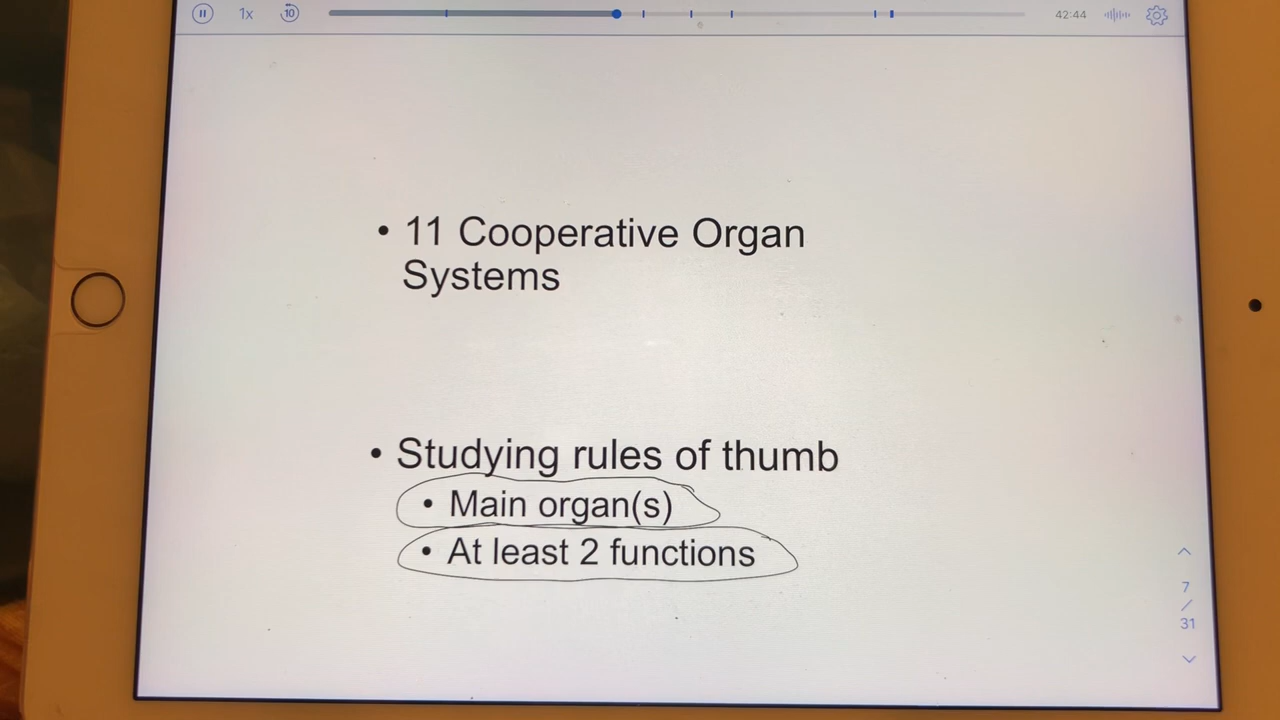 1x
10
42:44
• 11 Cooperative Organ
Systems
• Studying rules of thumb
• Main organ(s)
• At least 2 functions
7
/
31